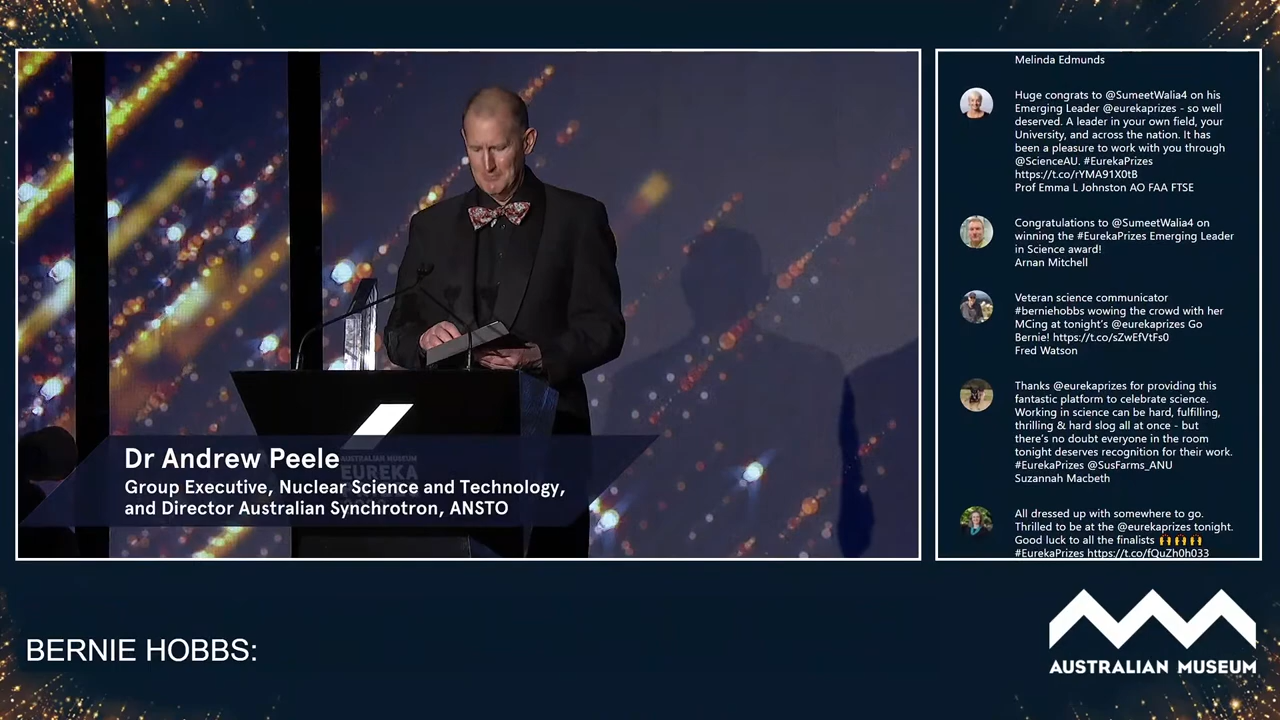 Dr Andrew Peele
AUSTRALIAN MUSEUM
EUREKA
Group Executive, Nuclear Science and Technology,
and Director Australian Synchrotron, ANSTO
Melinda Edmunds
Huge congrats to @SumeetWalia4 on his
Emerging Leader @eurekaprizes - so well
deserved. A leader in your own field, your
University, and across the nation. It has
been a pleasure to work with you through
@ScienceAU. #EurekaPrizes
https://t.co/rYMA91X0tB
Prof Emma L Johnston AO FAA FTSE
Congratulations to @SumeetWalia4 on
winning the #EurekaPrizes Emerging Leader
in Science award!
Arnan Mitchell
Veteran science communicator
#berniehobbs wowing the crowd with her
MCing at tonight's @eurekaprizes Go
Bernie! https://t.co/sZwEfVtFs0
Fred Watson
Thanks @eurekaprizes for providing this
fantastic platform to celebrate science.
Working in science can be hard, fulfilling,
thrilling & hard slog all at once - but
there's no doubt everyone in the room
tonight deserves recognition for their work.
#EurekaPrizes @SusFarms_ANU
Suzannah Macbeth
All dressed up with somewhere to go.
Thrilled to be at the @eurekaprizes tonight.
Good luck to all the finalists 🙌🙌🙌
#EurekaPrizes https://t.co/fQuZh0h033
BERNIE HOBBS:
AUSTRALIAN MUSEUM